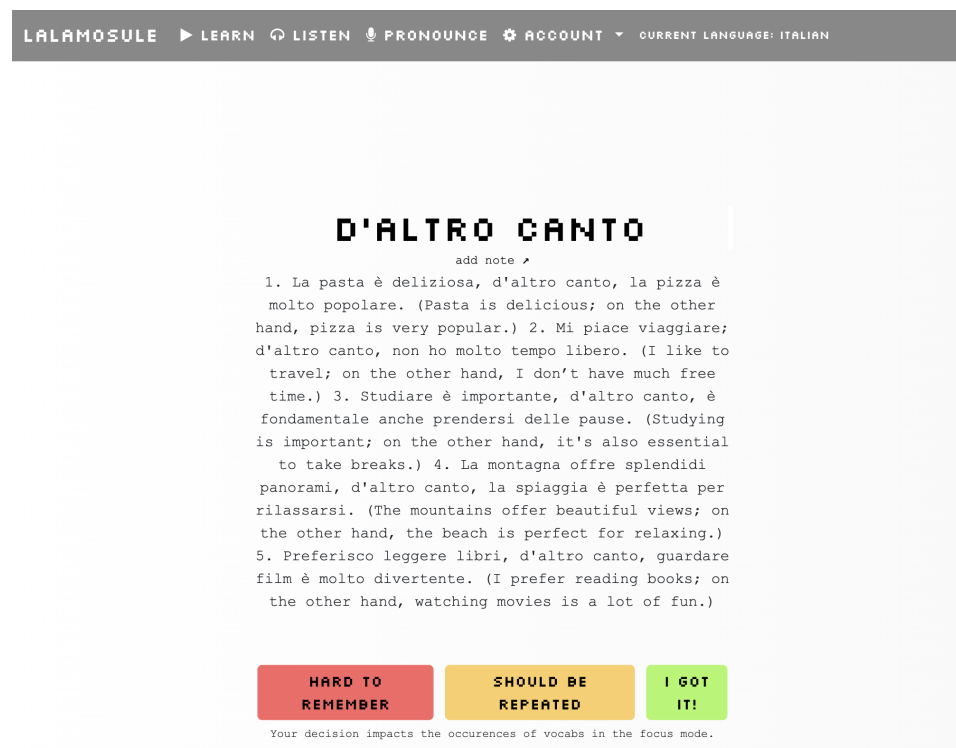 LALAMOSULE LEARN LISTEN PRONOUNCE ACCOUNT CURRENT LANGUAGE: ITALIAN
D'ALTRO CANTO
add note ↗
1. La pasta è deliziosa, d'altro canto, la pizza è
molto popolare. (Pasta is delicious; on the other
hand, pizza is very popular.) 2. Mi piace viaggiare;
d'altro canto, non ho molto tempo libero. (I like to
travel; on the other hand, I don’t have much free
time.) 3. Studiare è importante, d'altro canto, è
fondamentale anche prendersi delle pause. (Studying
is important; on the other hand, it's also essential
to take breaks.) 4. La montagna offre splendidi
panorami, d'altro canto, la spiaggia è perfetta per
rilassarsi. (The mountains offer beautiful views; on
the other hand, the beach is perfect for relaxing.)
5. Preferisco leggere libri, d'altro canto, guardare
film è molto divertente. (I prefer reading books; on
the other hand, watching movies is a lot of fun.)
HARD TO
REMEMBER
SHOULD BE
REPEATED
I GOT
IT!
Your decision impacts the occurences of vocabs in the focus mode.